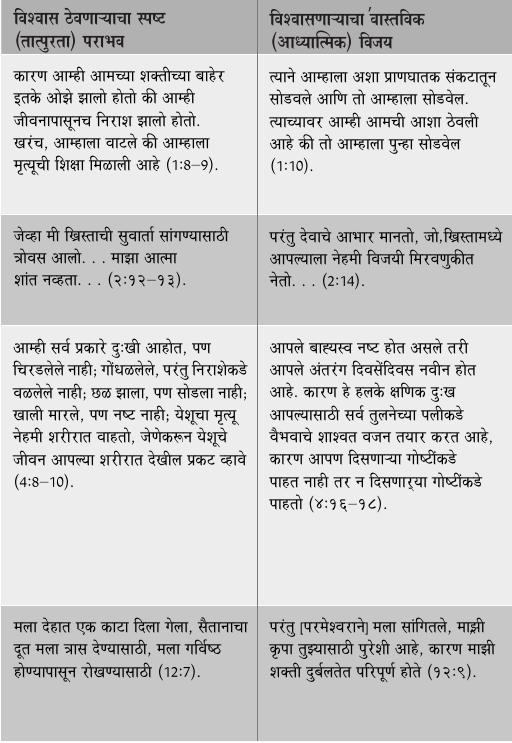 विश्वास ठेवणाऱ्याचा स्पष्ट
(तात्पुरता) पराभव
विश्वासणाऱ्याचा वास्तविक
(आध्यात्मिक) विजय
कारण आम्ही आमच्या शक्तीच्या बाहेर
इतके ओझे झालो होतो की आम्ही
जीवनापासूनच निराश झालो होतो.
खरंच, आम्हाला वाटले की आम्हाला
मृत्यूची शिक्षा मिळाली आहे (1:8–9).
त्याने आम्हाला अशा प्राणघातक संकटातून
सोडवले आणि तो आम्हाला सोडवेल.
त्याच्यावर आम्ही आमची आशा ठेवली
आहे की तो आम्हाला पुन्हा सोडवेल
(1:10).
जेव्हा मी ख्रिस्ताची सुवार्ता सांगण्यासाठी
त्रोवस आलो. . . माझा आत्मा
शांत नव्हता. . . (२:१२–१३).
परंतु देवाचे आभार मानतो, जो,ख्रिस्तामध्ये
आपल्याला नेहमी विजयी मिरवणुकीत
नेतो. . . (2:14).
आम्ही सर्व प्रकारे दुःखी आहोत, पण
चिरडलेले नाही; गोंधळलेले, परंतु निराशेकडे
वळलेले नाही; छळ झाला, पण सोडला नाही;
खाली मारले, पण नष्ट नाही; येशूचा मृत्यू
नेहमी शरीरात वाहतो, जेणेकरून येशूचे
जीवन आपल्या शरीरात देखील प्रकट व्हावे
(4:8–10).
आपले बाह्यस्व नष्ट होत असले तरी
आपले अंतरंग दिवसेंदिवस नवीन होत
आहे. कारण हे हलके क्षणिक दुःख
आपल्यासाठी सर्व तुलनेच्या पलीकडे
वैभवाचे शाश्वत वजन तयार करत आहे,
कारण आपण दिसणाऱ्या गोष्टींकडे
पाहत नाही तर न दिसणाऱ्या गोष्टींकडे
पाहतो (४:१६–१८).
मला देहात एक काटा दिला गेला, सैतानाचा
दूत मला त्रास देण्यासाठी, मला गर्विष्ठ
होण्यापासून रोखण्यासाठी (12:7).
परंतु [परमेश्वराने] मला सांगितले, माझी
कृपा तुझ्यासाठी पुरेशी आहे, कारण माझी
शक्ती दुर्बलतेत परिपूर्ण होते (१२:९).